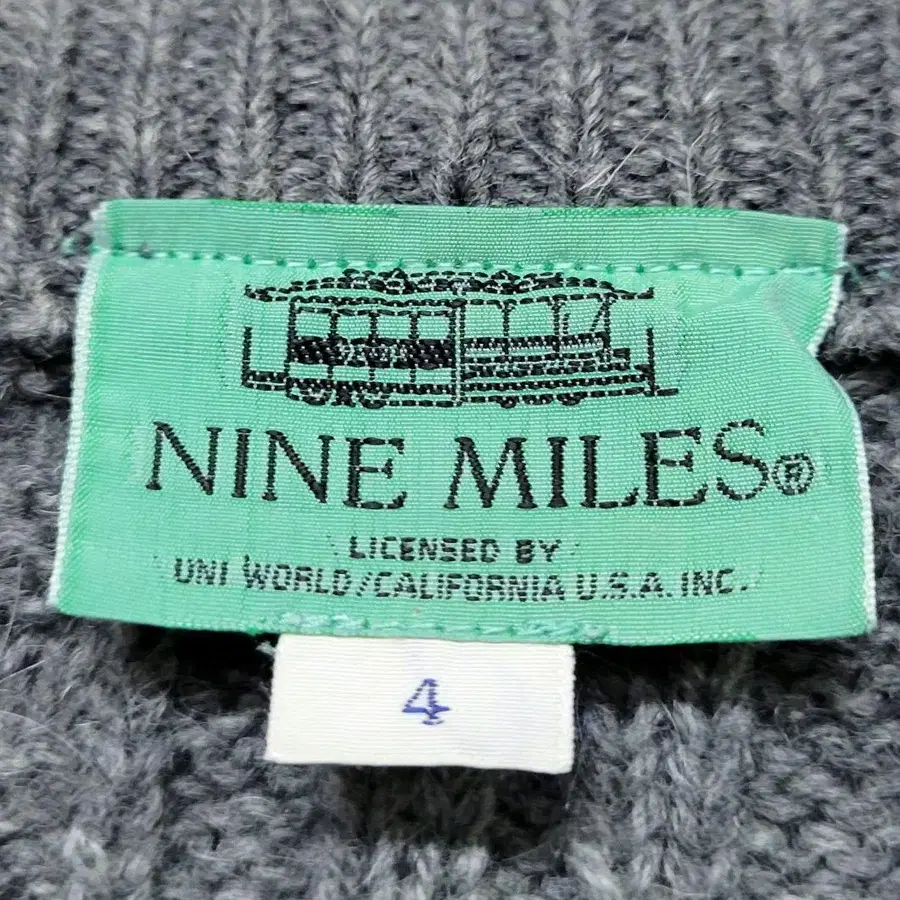 NINE MILES®
LICENSED BY
UNI WORLD/CALIFORNIA U.S.A. INC.
4